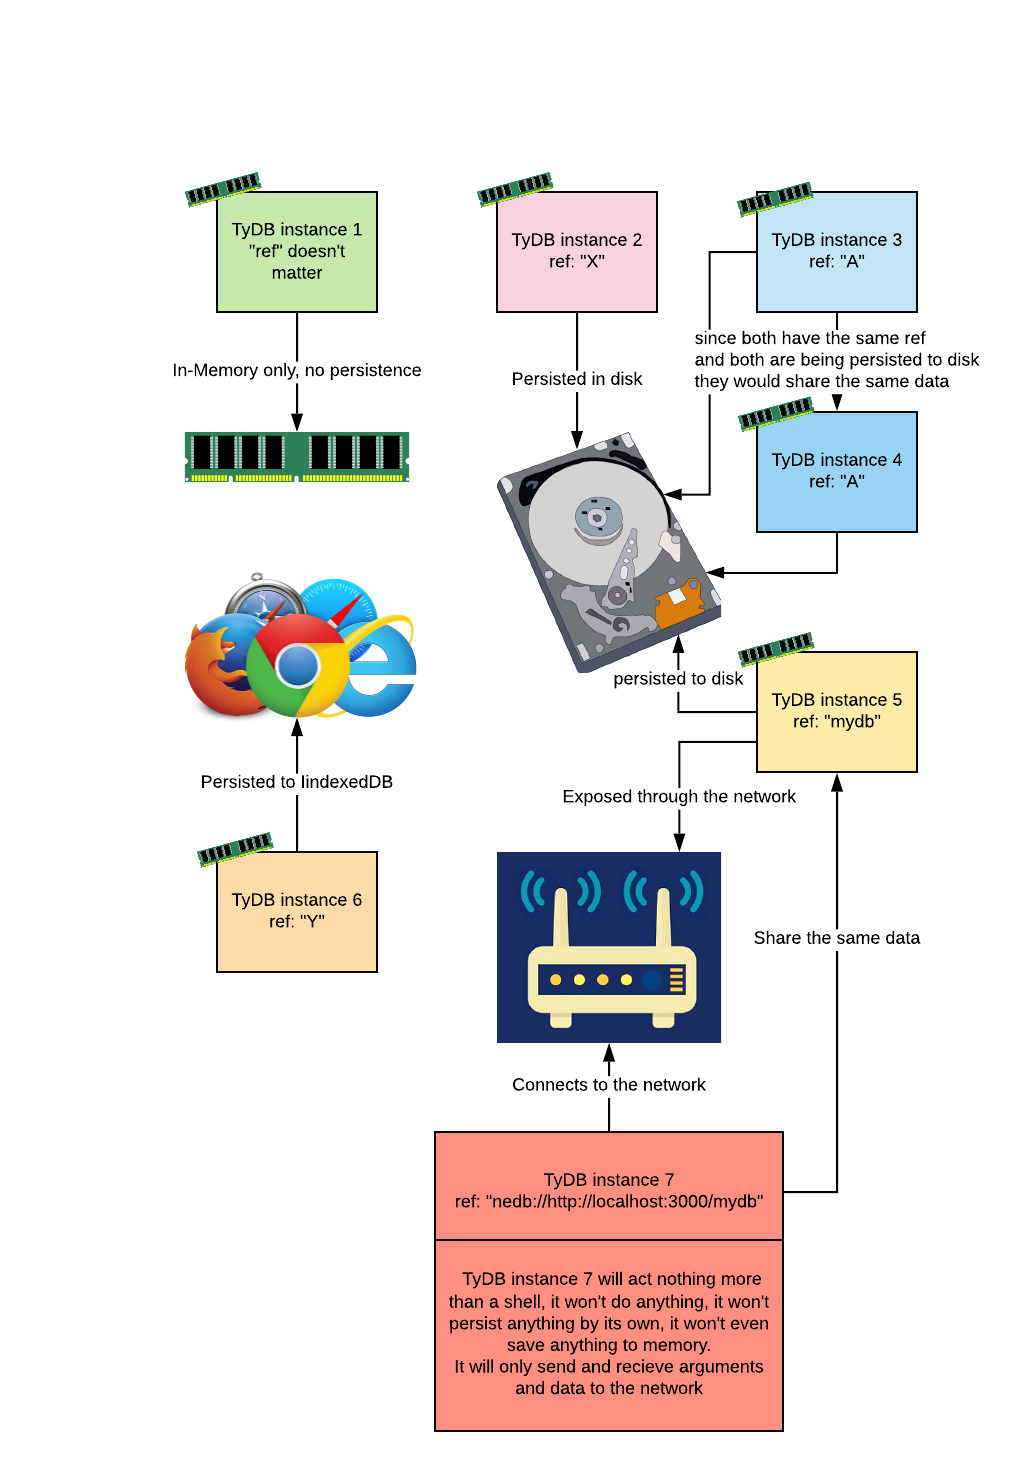 TyDB instance 1
"ref" doesn't
matter
TyDB instance 2
ref: "X"
TyDB instance 3
ref: "A"
In-Memory only, no persistence
Persisted in disk
since both have the same ref
and both are being persisted to disk
they would share the same data
TyDB instance 4
ref: "A"
persisted to disk
TyDB instance 5
ref: "mydb"
Persisted to IindexedDB
Exposed through the network
TyDB instance 6
ref: "Y"
Share the same data
Connects to the network
TyDB instance 7
ref: "nedb://http://localhost:3000/mydb"
TyDB instance 7 will act nothing more
than a shell, it won't do anything, it won't
persist anything by its own, it won't even
save anything to memory.
It will only send and recieve arguments
and data to the network